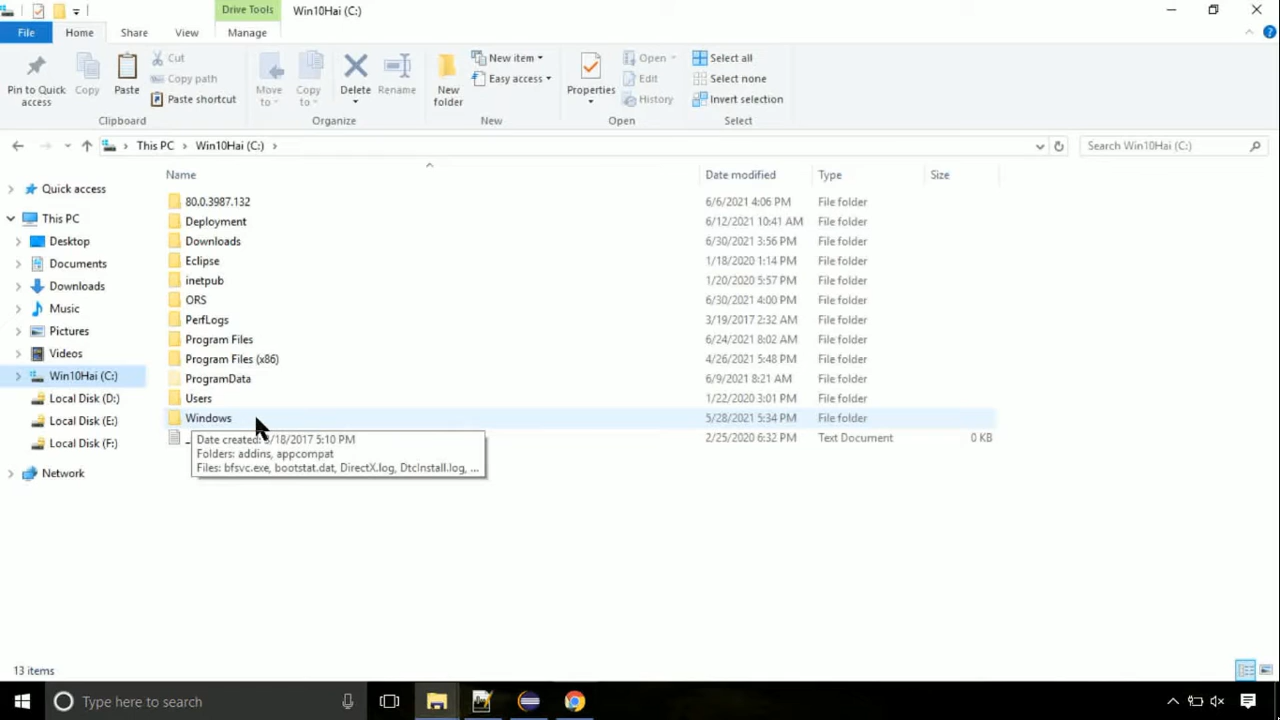 Drive Tools
Win10Hai (C:)
File
Home
Share
View
Manage
Pin to Quick access
Copy
Paste
Cut
Copy path
Paste shortcut
Move to
Copy to
Delete
Rename
New folder
New item
Easy access
Properties
Open
Edit
History
Select all
Select none
Invert selection
Clipboard
Organize
New
Open
Select
This PC
Win10Hai (C:)
Search Win10Hai (C:)
Name
Date modified
Type
Size
Quick access
This PC
Desktop
Documents
Downloads
Music
Pictures
Videos
Win10Hai (C:)
Local Disk (D:)
Local Disk (E:)
Local Disk (F:)
Network
80.0.3987.132 6/6/2021 4:06 PM File folder
Deployment 6/12/2021 10:41 AM File folder
Downloads 6/30/2021 3:56 PM File folder
Eclipse 1/18/2020 1:14 PM File folder
inetpub 1/20/2020 5:57 PM File folder
ORS 6/30/2021 4:00 PM File folder
PerfLogs 3/19/2017 2:32 AM File folder
Program Files 6/24/2021 8:02 AM File folder
Program Files (x86) 4/26/2021 5:48 PM File folder
ProgramData 6/9/2021 8:21 AM File folder
Users 1/22/2020 3:01 PM File folder
Windows 5/28/2021 5:34 PM File folder
2/25/2020 6:32 PM Text Document 0 KB
Date created: /18/2017 5:10 PM
Folders: addins, appcompat
Files: bfsvc.exe, bootstat.dat, DirectX.log, DtcInstall.log, ...
13 items
Type here to search